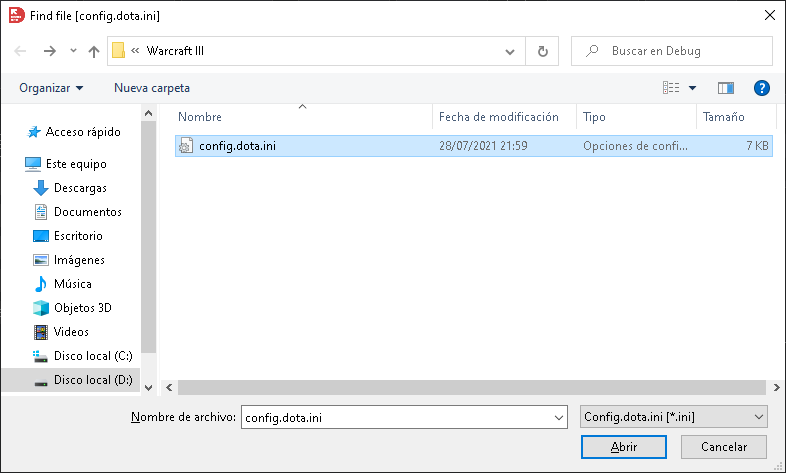 Find file [config.dota.ini]
« Warcraft III
Buscar en Debug
Organizar
Nueva carpeta
?
Nombre
Fecha de modificación
Tipo
Tamaño
Acceso rápido
Este equipo
Descargas
Documentos
Escritorio
Imágenes
Música
Objetos 3D
Videos
Disco local (C:)
Disco local (D:)
config.dota.ini
28/07/2021 21:59
Opciones de confi...
7 KB
Nombre de archivo:
config.dota.ini
Config.dota.ini [*.ini]
Abrir
Cancelar